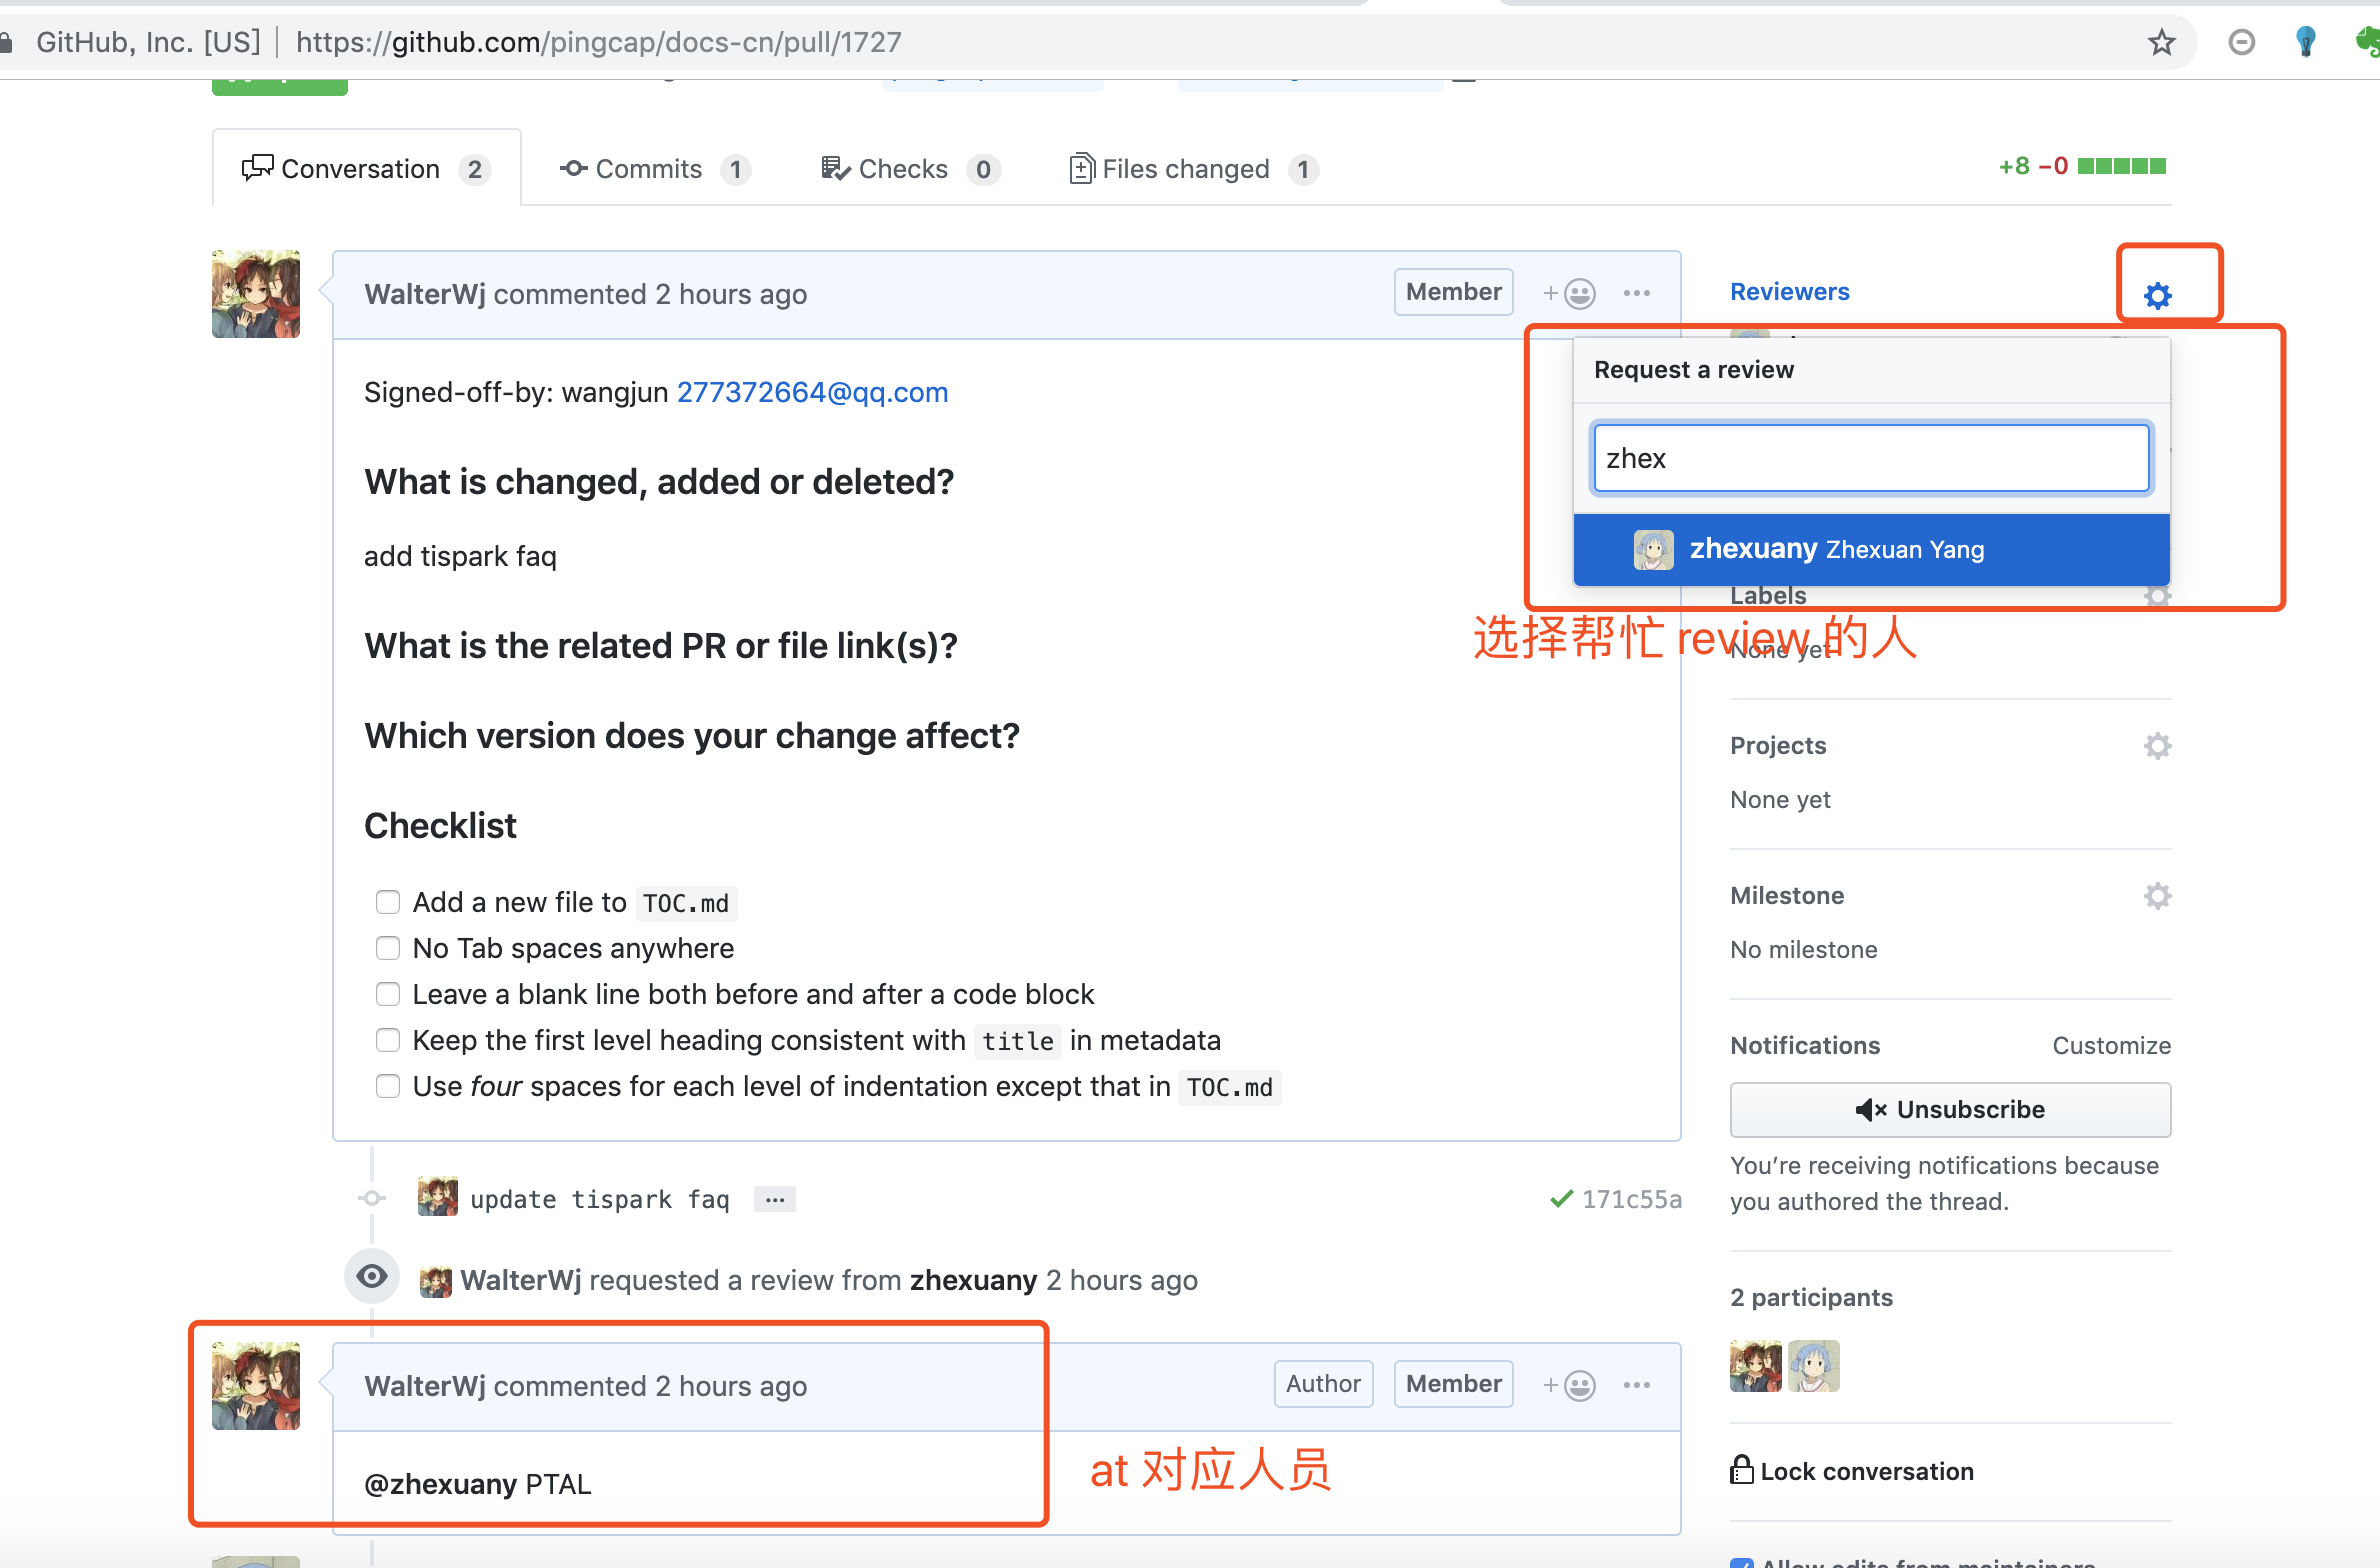 GitHub, Inc. [US] | https://github.com/pingcap/docs-cn/pull/1727
Conversation 2 Commits 1 Checks 0 Files changed 1 +8 −0
WalterWj commented 2 hours ago Member
Signed-off-by: wangjun 277372664@qq.com
What is changed, added or deleted?
add tispark faq
What is the related PR or file link(s)?
Which version does your change affect?
Checklist
Add a new file to TOC.md
No Tab spaces anywhere
Leave a blank line both before and after a code block
Keep the first level heading consistent with title in metadata
Use four spaces for each level of indentation except that in TOC.md
update tispark faq ... 171c55a
WalterWj requested a review from zhexuany 2 hours ago
WalterWj commented 2 hours ago Author Member
@zhexuany PTAL
at 对应人员
Reviewers
Request a review
zhex
zhexuany Zhexuan Yang
Labels
选择帮忙 review 的人
None yet
Projects
None yet
Milestone
No milestone
Notifications Customize
Unsubscribe
You’re receiving notifications because
you authored the thread.
2 participants
Lock conversation
Allow edits from maintainers